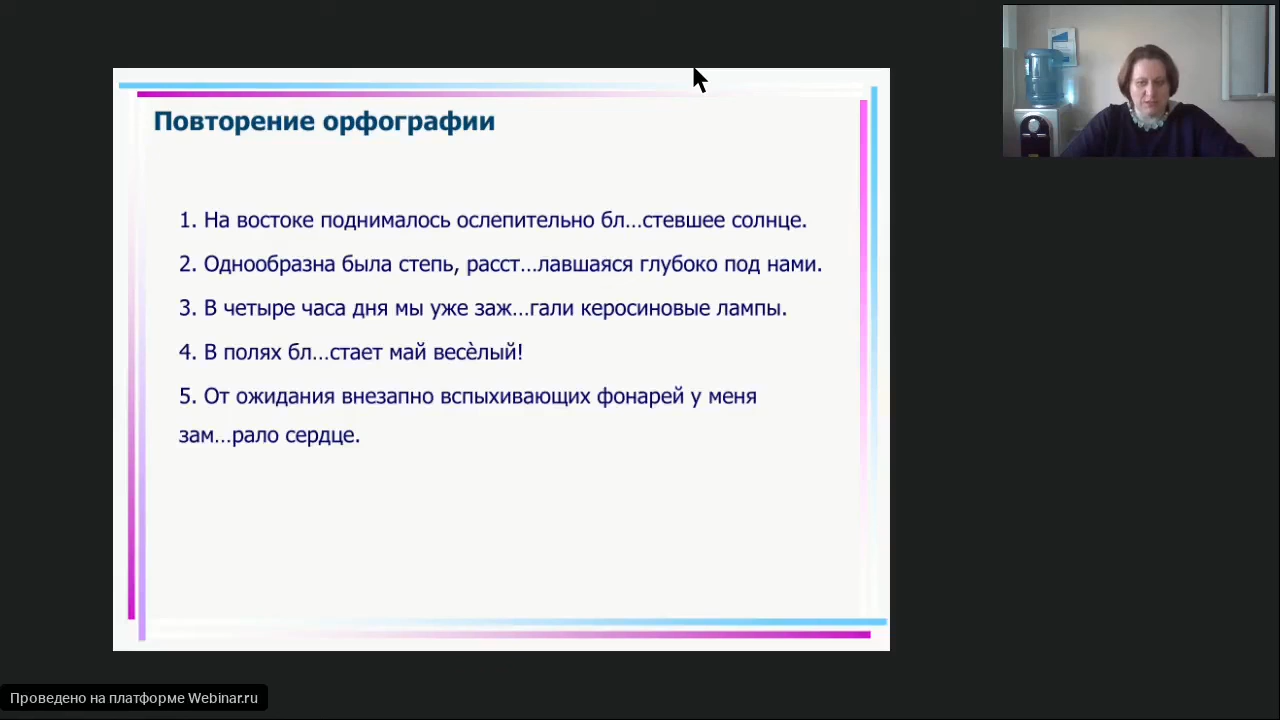 Повторение орфографии
1. На востоке поднималось ослепительно бл...стевшее солнце.
2. Однообразна была степь, расст...лавшаяся глубоко под нами.
3. В четыре часа дня мы уже заж...гали керосиновые лампы.
4. В полях бл...стает май весѐлый!
5. От ожидания внезапно вспыхивающих фонарей у меня
зам...рало сердце.
Проведено на платформе Webinar.ru